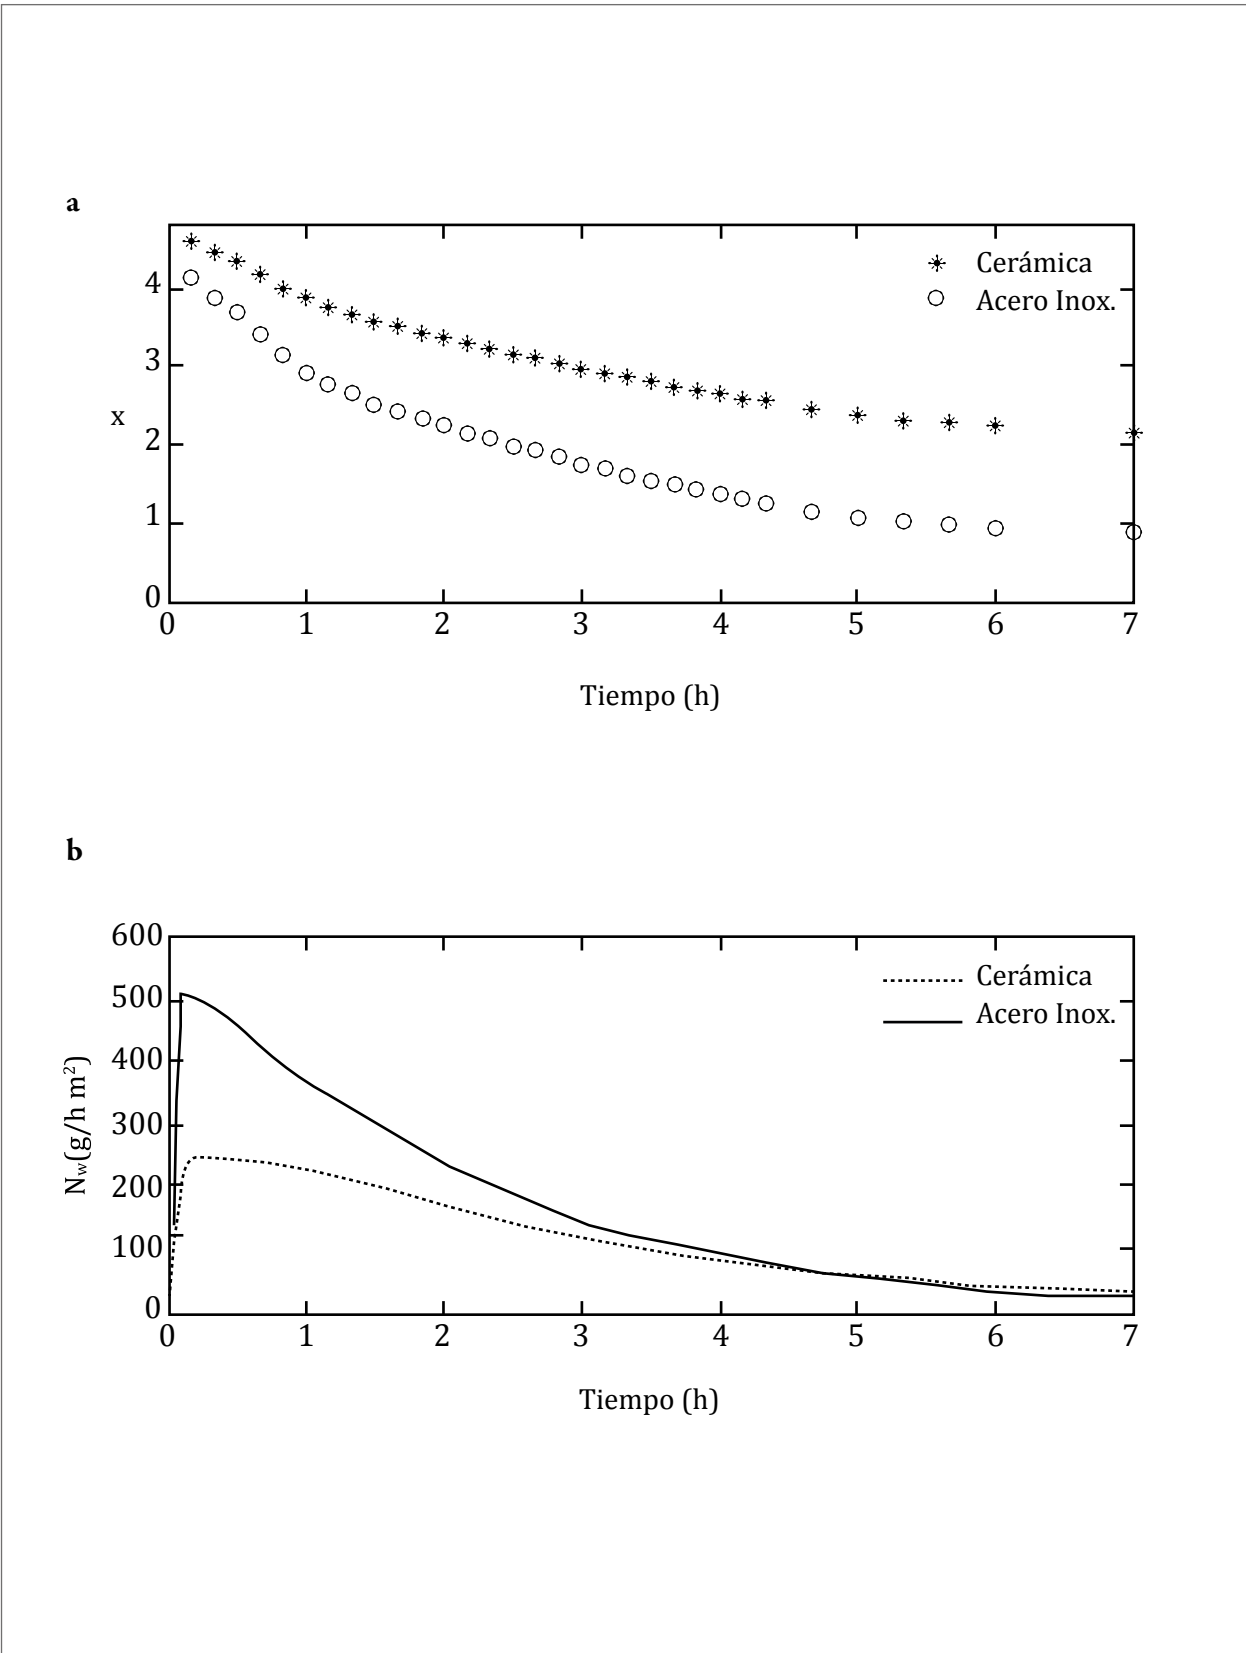 a
Cerámica
Acero Inox.
4
3
x
2
1
0
0 1 2 3 4 5 6 7
Tiempo (h)
b
600
Cerámica
500
Acero Inox.
400
N_w(g/h m²)
300
200
100
0
0 1 2 3 4 5 6 7
Tiempo (h)